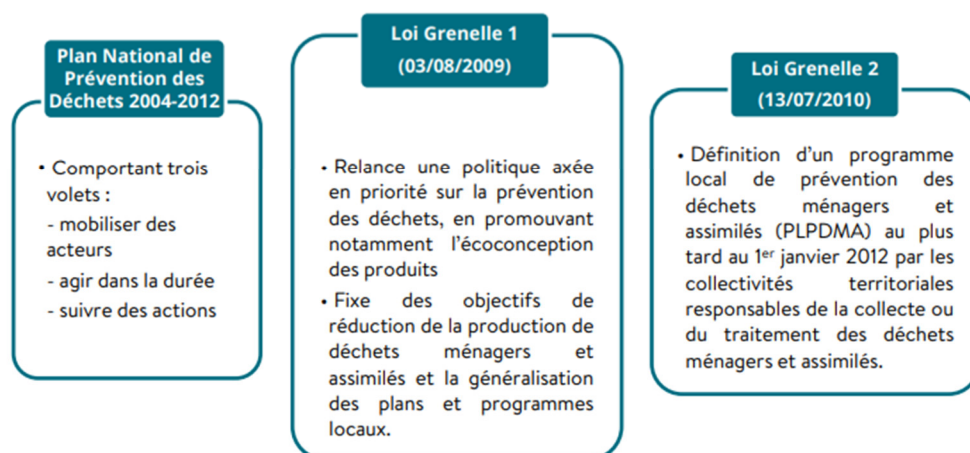 Plan National de
Prévention des
Déchets 2004-2012
• Comportant trois
volets :
- mobiliser des
acteurs
- agir dans la durée
- suivre des actions
Loi Grenelle 1
(03/08/2009)
• Relance une politique axée
en priorité sur la prévention
des déchets, en promouvant
notamment l'écoconception
des produits
• Fixe des objectifs de
réduction de la production de
déchets ménagers et
assimilés et la généralisation
des plans et programmes
locaux.
Loi Grenelle 2
(13/07/2010)
• Définition d'un programme
local de prévention des
déchets ménagers et
assimilés (PLPDMA) au plus
tard au 1er janvier 2012 par les
collectivités territoriales
responsables de la collecte ou
du traitement des déchets
ménagers et assimilés.